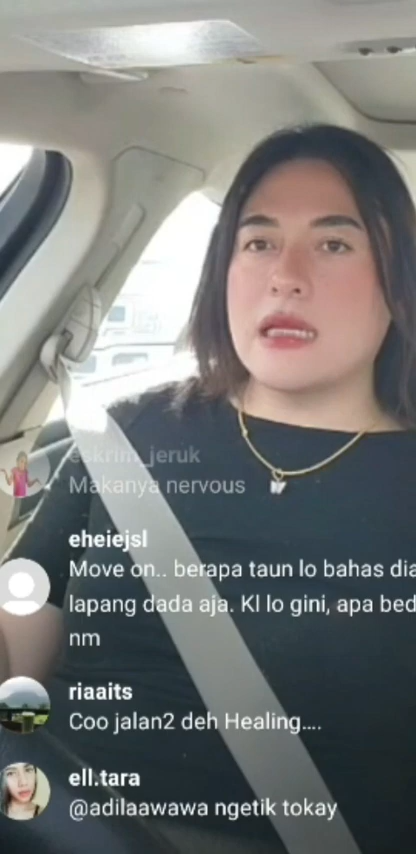 eskrim_jeruk
Makanya nervous
eheiejsl
Move on.. berapa taun lo bahas dia
lapang dada aja. Kl lo gini, apa bed
nm
riaaits
Coo jalan2 deh Healing....
ell.tara
@adilaawawa ngetik tokay